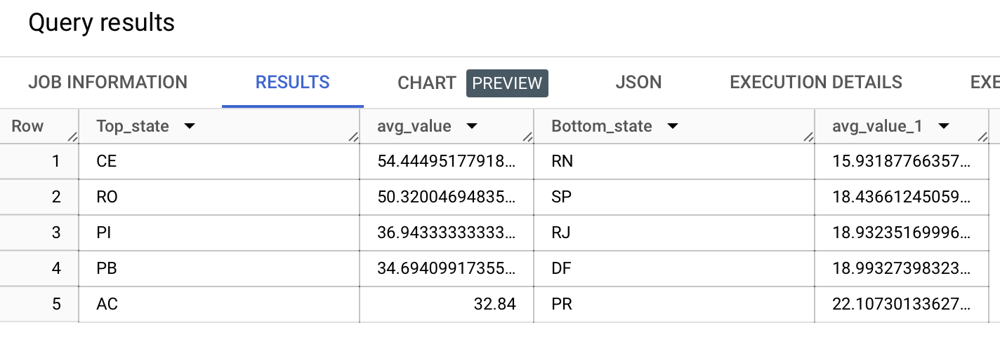 Query results
JOB INFORMATION RESULTS CHART PREVIEW JSON EXECUTION DETAILS EXE
Row Top_state avg_value Bottom_state avg_value_1
1 CE 54.44495177918... RN 15.93187766357...
2 RO 50.32004694835... SP 18.43661245059...
3 PI 36.94333333333... RJ 18.93235169996...
4 PB 34.69409917355... DF 18.99327398323...
5 AC 32.84 PR 22.10730133627...